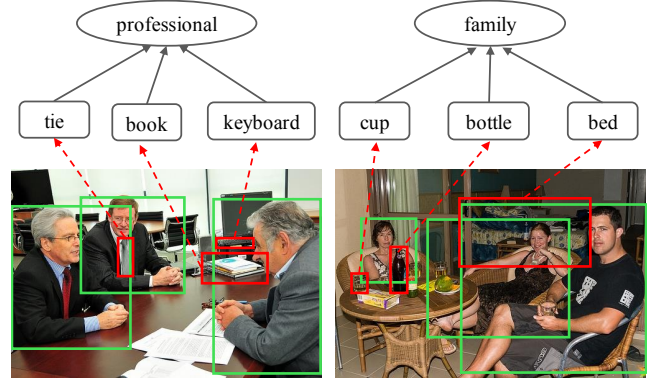 professional
family
tie
book
keyboard
cup
bottle
bed